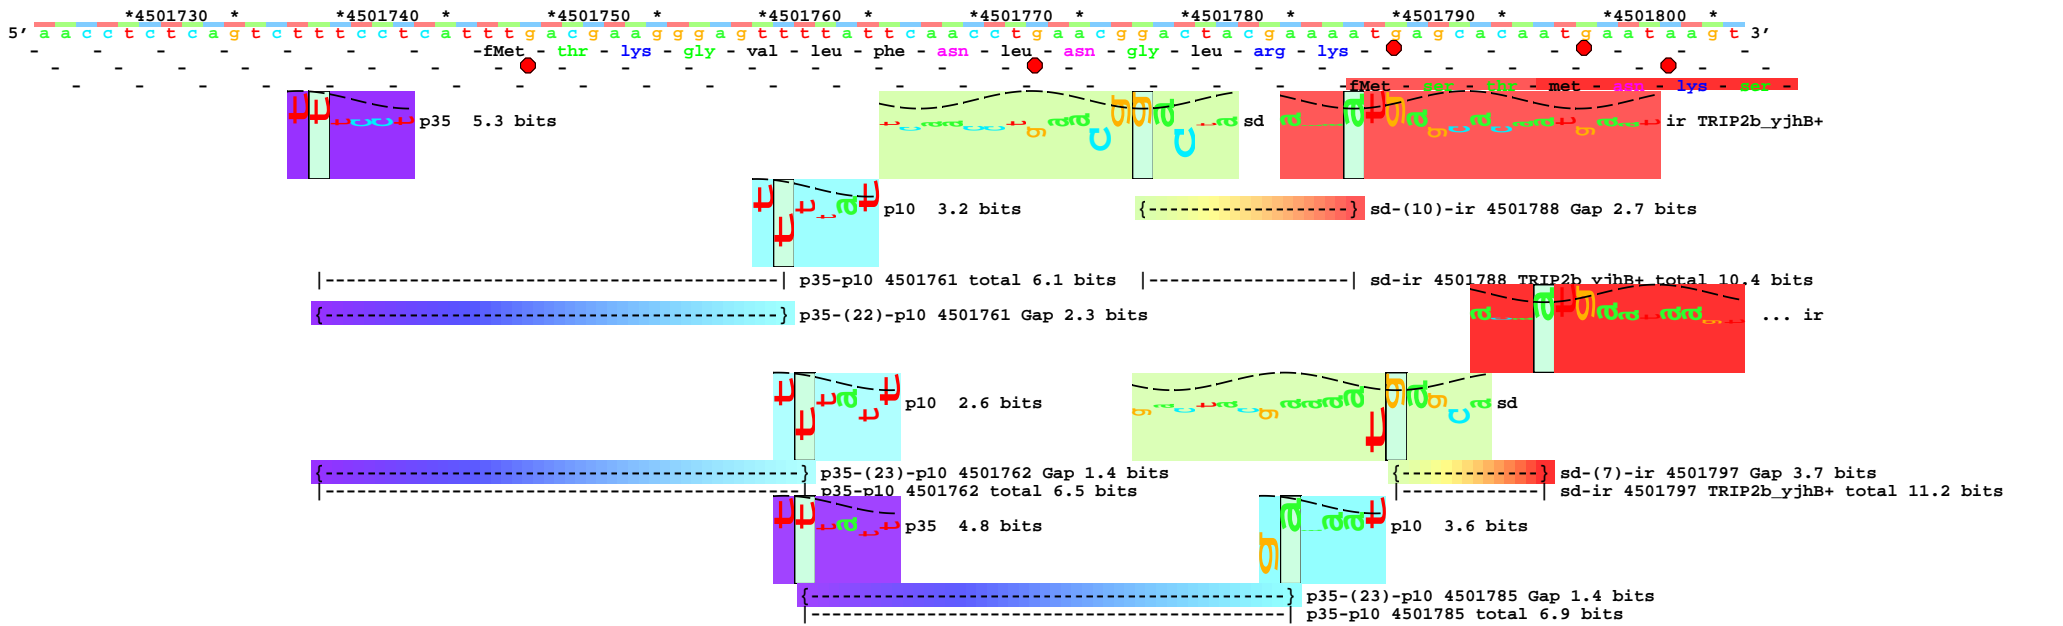 *4501730 * *4501740 * *4501750 * *4501760 * *4501770 * *4501780 * *4501790 * *4501800 *
5' a a c c t c t c a g t c t t t c c t c a t t t g a c g a a g g g a g t t t t a t t c a a c c t g a a c g g a c t a c g a a a a t g a g c a c a a t g a a t a a g t 3'
fMet - thr - lys - gly - val - leu - phe - asn - leu - asn - gly - leu - arg - lys -
fMet - ser - thr - met - asn - lys - ser -
p35 5.3 bits
sd
ir TRIP2b_yjhB+
p10 3.2 bits
{---------} sd-(10)-ir 4501788 Gap 2.7 bits
|---------------------| p35-p10 4501761 total 6.1 bits
|---------| sd-ir 4501788 TRIP2b_yjhB+ total 10.4 bits
{---------------------} p35-(22)-p10 4501761 Gap 2.3 bits
... ir
p10 2.6 bits
sd
{----------------------} p35-(23)-p10 4501762 Gap 1.4 bits
{------} sd-(7)-ir 4501797 Gap 3.7 bits
|----------------------| p35-p10 4501762 total 6.5 bits
|------| sd-ir 4501797 TRIP2b_yjhB+ total 11.2 bits
p35 4.8 bits
p10 3.6 bits
{----------------------} p35-(23)-p10 4501785 Gap 1.4 bits
|----------------------| p35-p10 4501785 total 6.9 bits